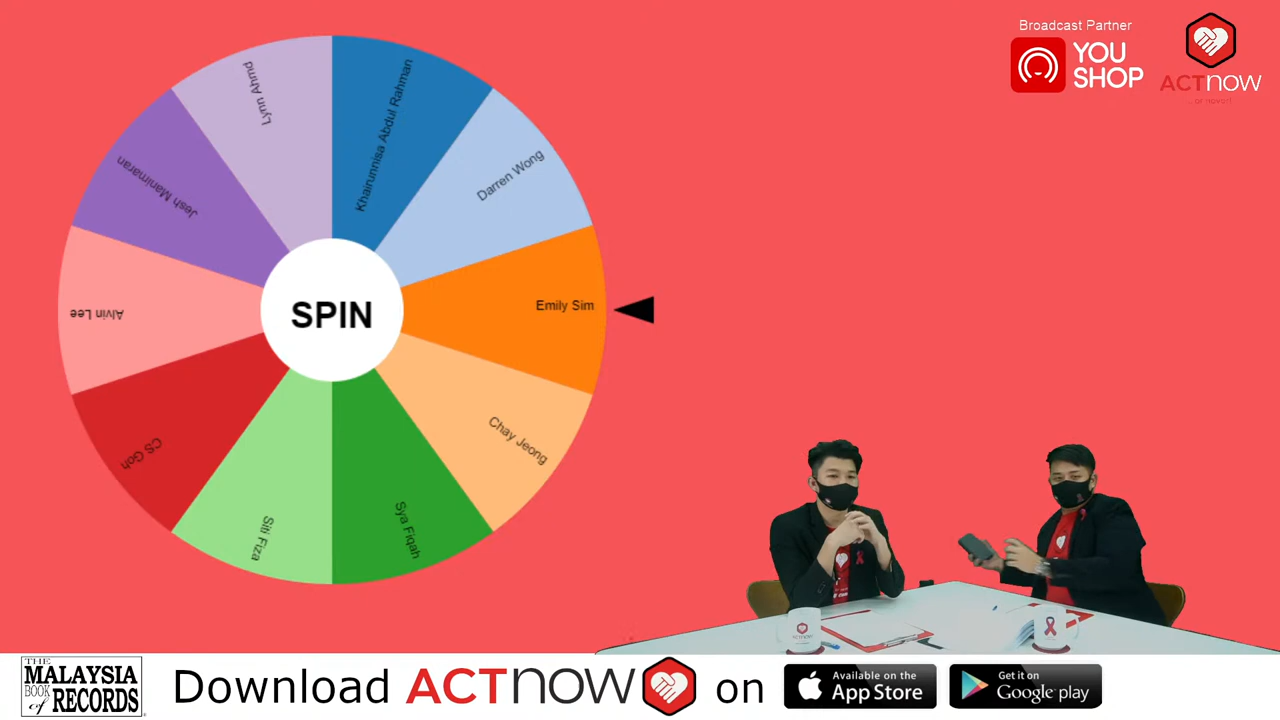 Broadcast Partner
YOU
SHOP
ACTNOW
Lynn Ahmd
Khairunnisa Abdul Rahman
Jesh Manimaran
Darren Wong
Alvin Lee
SPIN
Emily Sim
CS Goh
Chay Jeong
Siti Fiza
Sya Fiqah
THE
MALAYSIA
BOOK of RECORDS
Download ACTNOW on
Available on the
App Store
Get it on
Google play